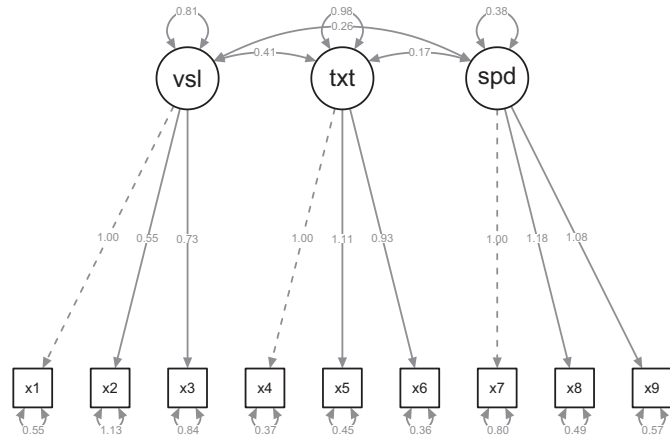 0.81 0.98 0.38
0.26
0.41 0.17
vsl txt spd
1.00 0.55 0.73 1.00 1.11 0.93 1.00 1.18 1.08
x1 x2 x3 x4 x5 x6 x7 x8 x9
0.55 1.13 0.84 0.37 0.45 0.36 0.80 0.49 0.57